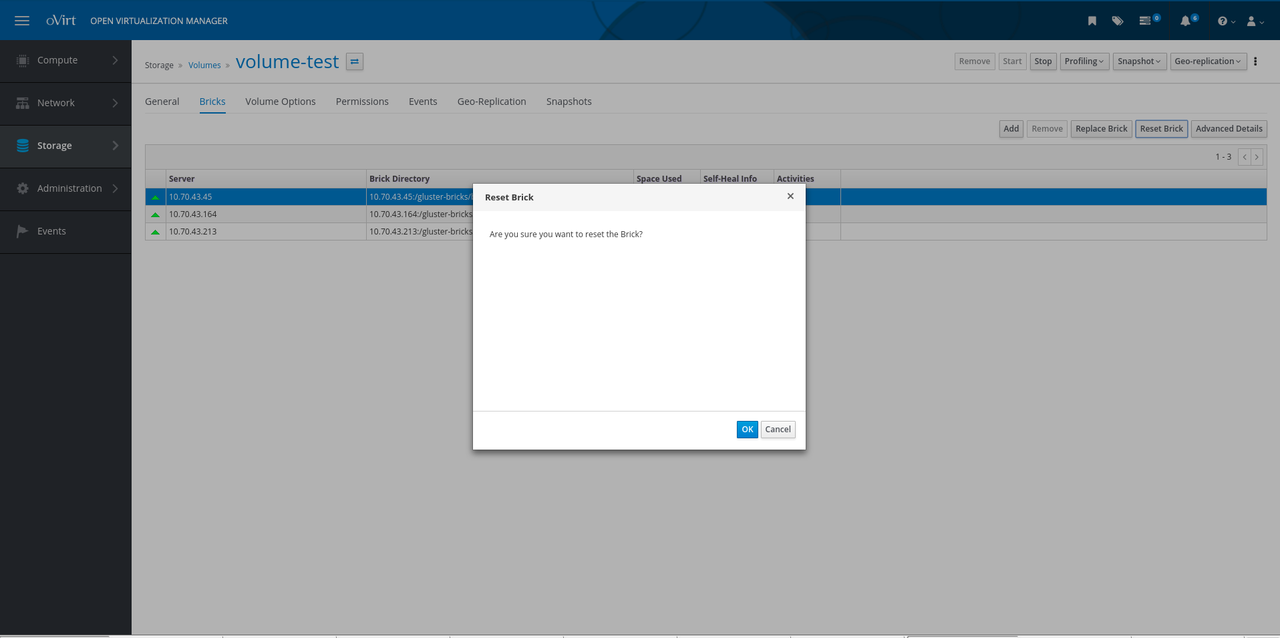 oVirt OPEN VIRTUALIZATION MANAGER 0 6
Compute
Network
Storage
Administration
Events
Storage » Volumes » volume-test
Remove Start Stop Profiling Snapshot Geo-replication
General Bricks Volume Options Permissions Events Geo-Replication Snapshots
Add Remove Replace Brick Reset Brick Advanced Details
1 - 3
Server Brick Directory Space Used Self-Heal Info Activities
10.70.43.45 10.70.43.45:/gluster-bricks/
10.70.43.164 10.70.43.164:/gluster-bricks
10.70.43.213 10.70.43.213:/gluster-bricks
Reset Brick
Are you sure you want to reset the Brick?
OK Cancel